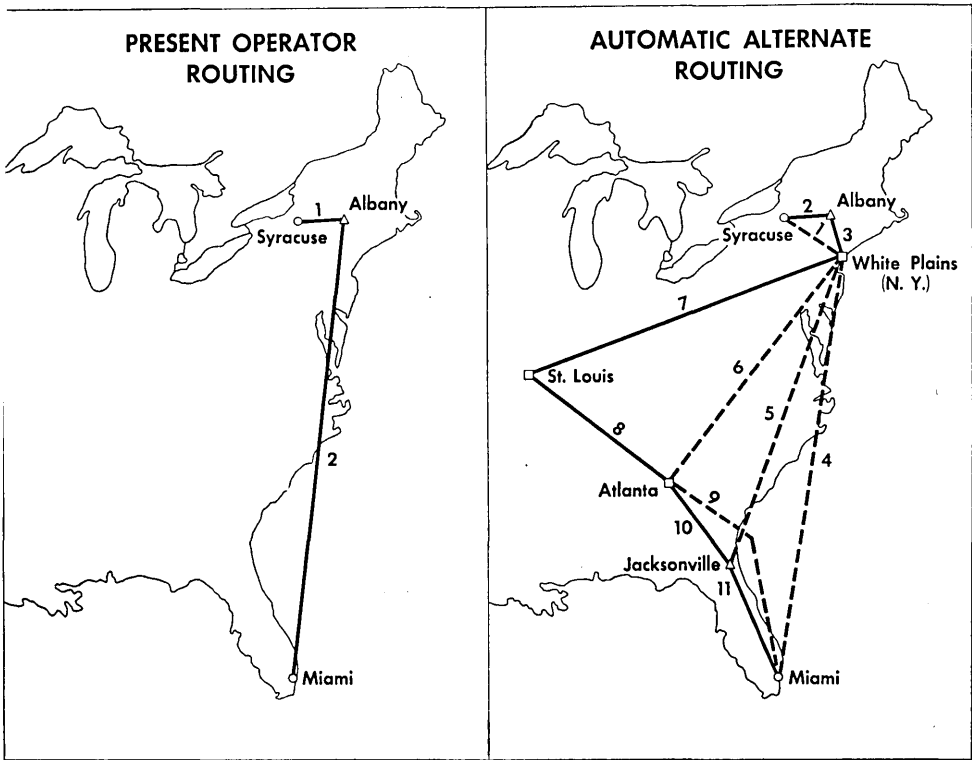 PRESENT OPERATOR
ROUTING
1
Albany
Syracuse
2
Miami
AUTOMATIC ALTERNATE
ROUTING
2
Albany
1
Syracuse
3
White Plains
(N. Y.)
7
6
St. Louis
5
8
4
Atlanta
9
10
Jacksonville
11
Miami